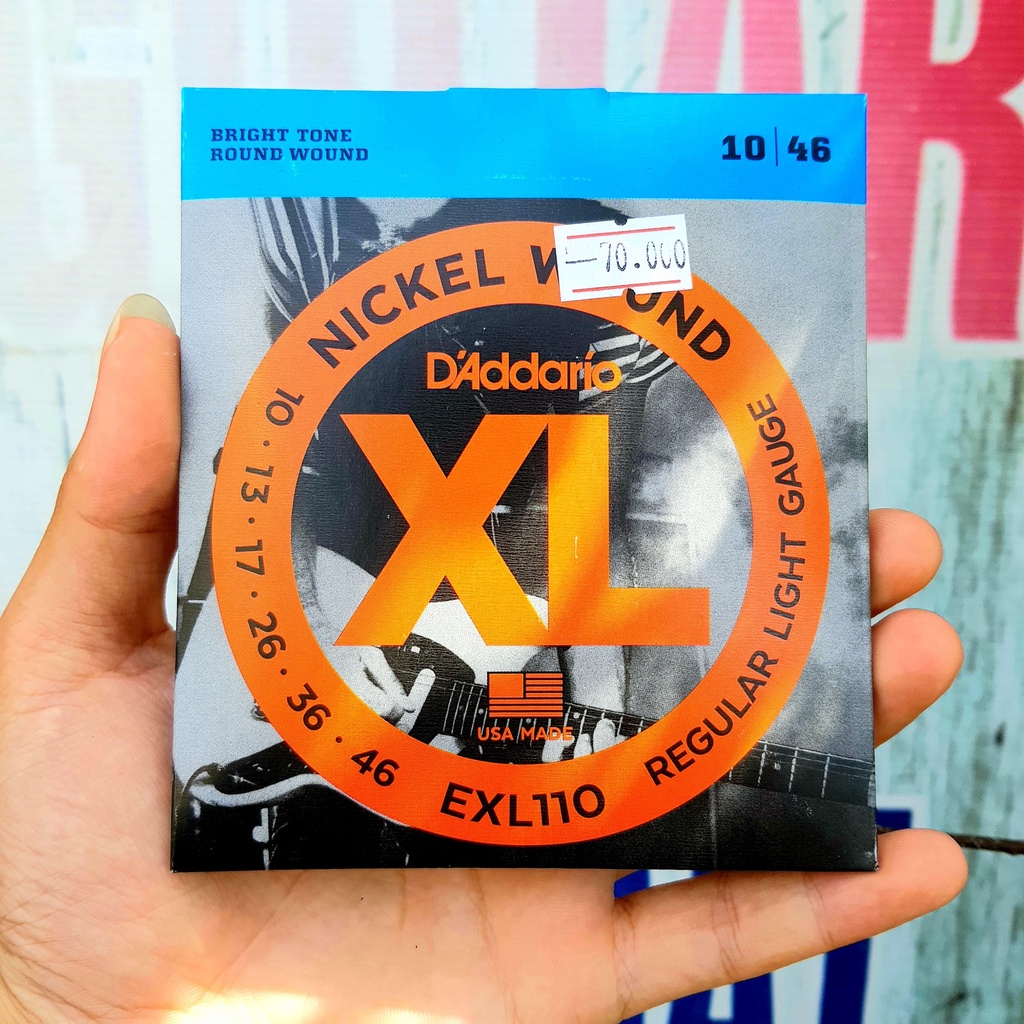 GUITAR
BRIGHT TONE
ROUND WOUND
10|46
-70.000
NICKEL W OUND
D'Addario
XL
USA MADE
10 · 13 · 17 · 26 · 36 · 46
EXL110
REGULAR LIGHT GAUGE